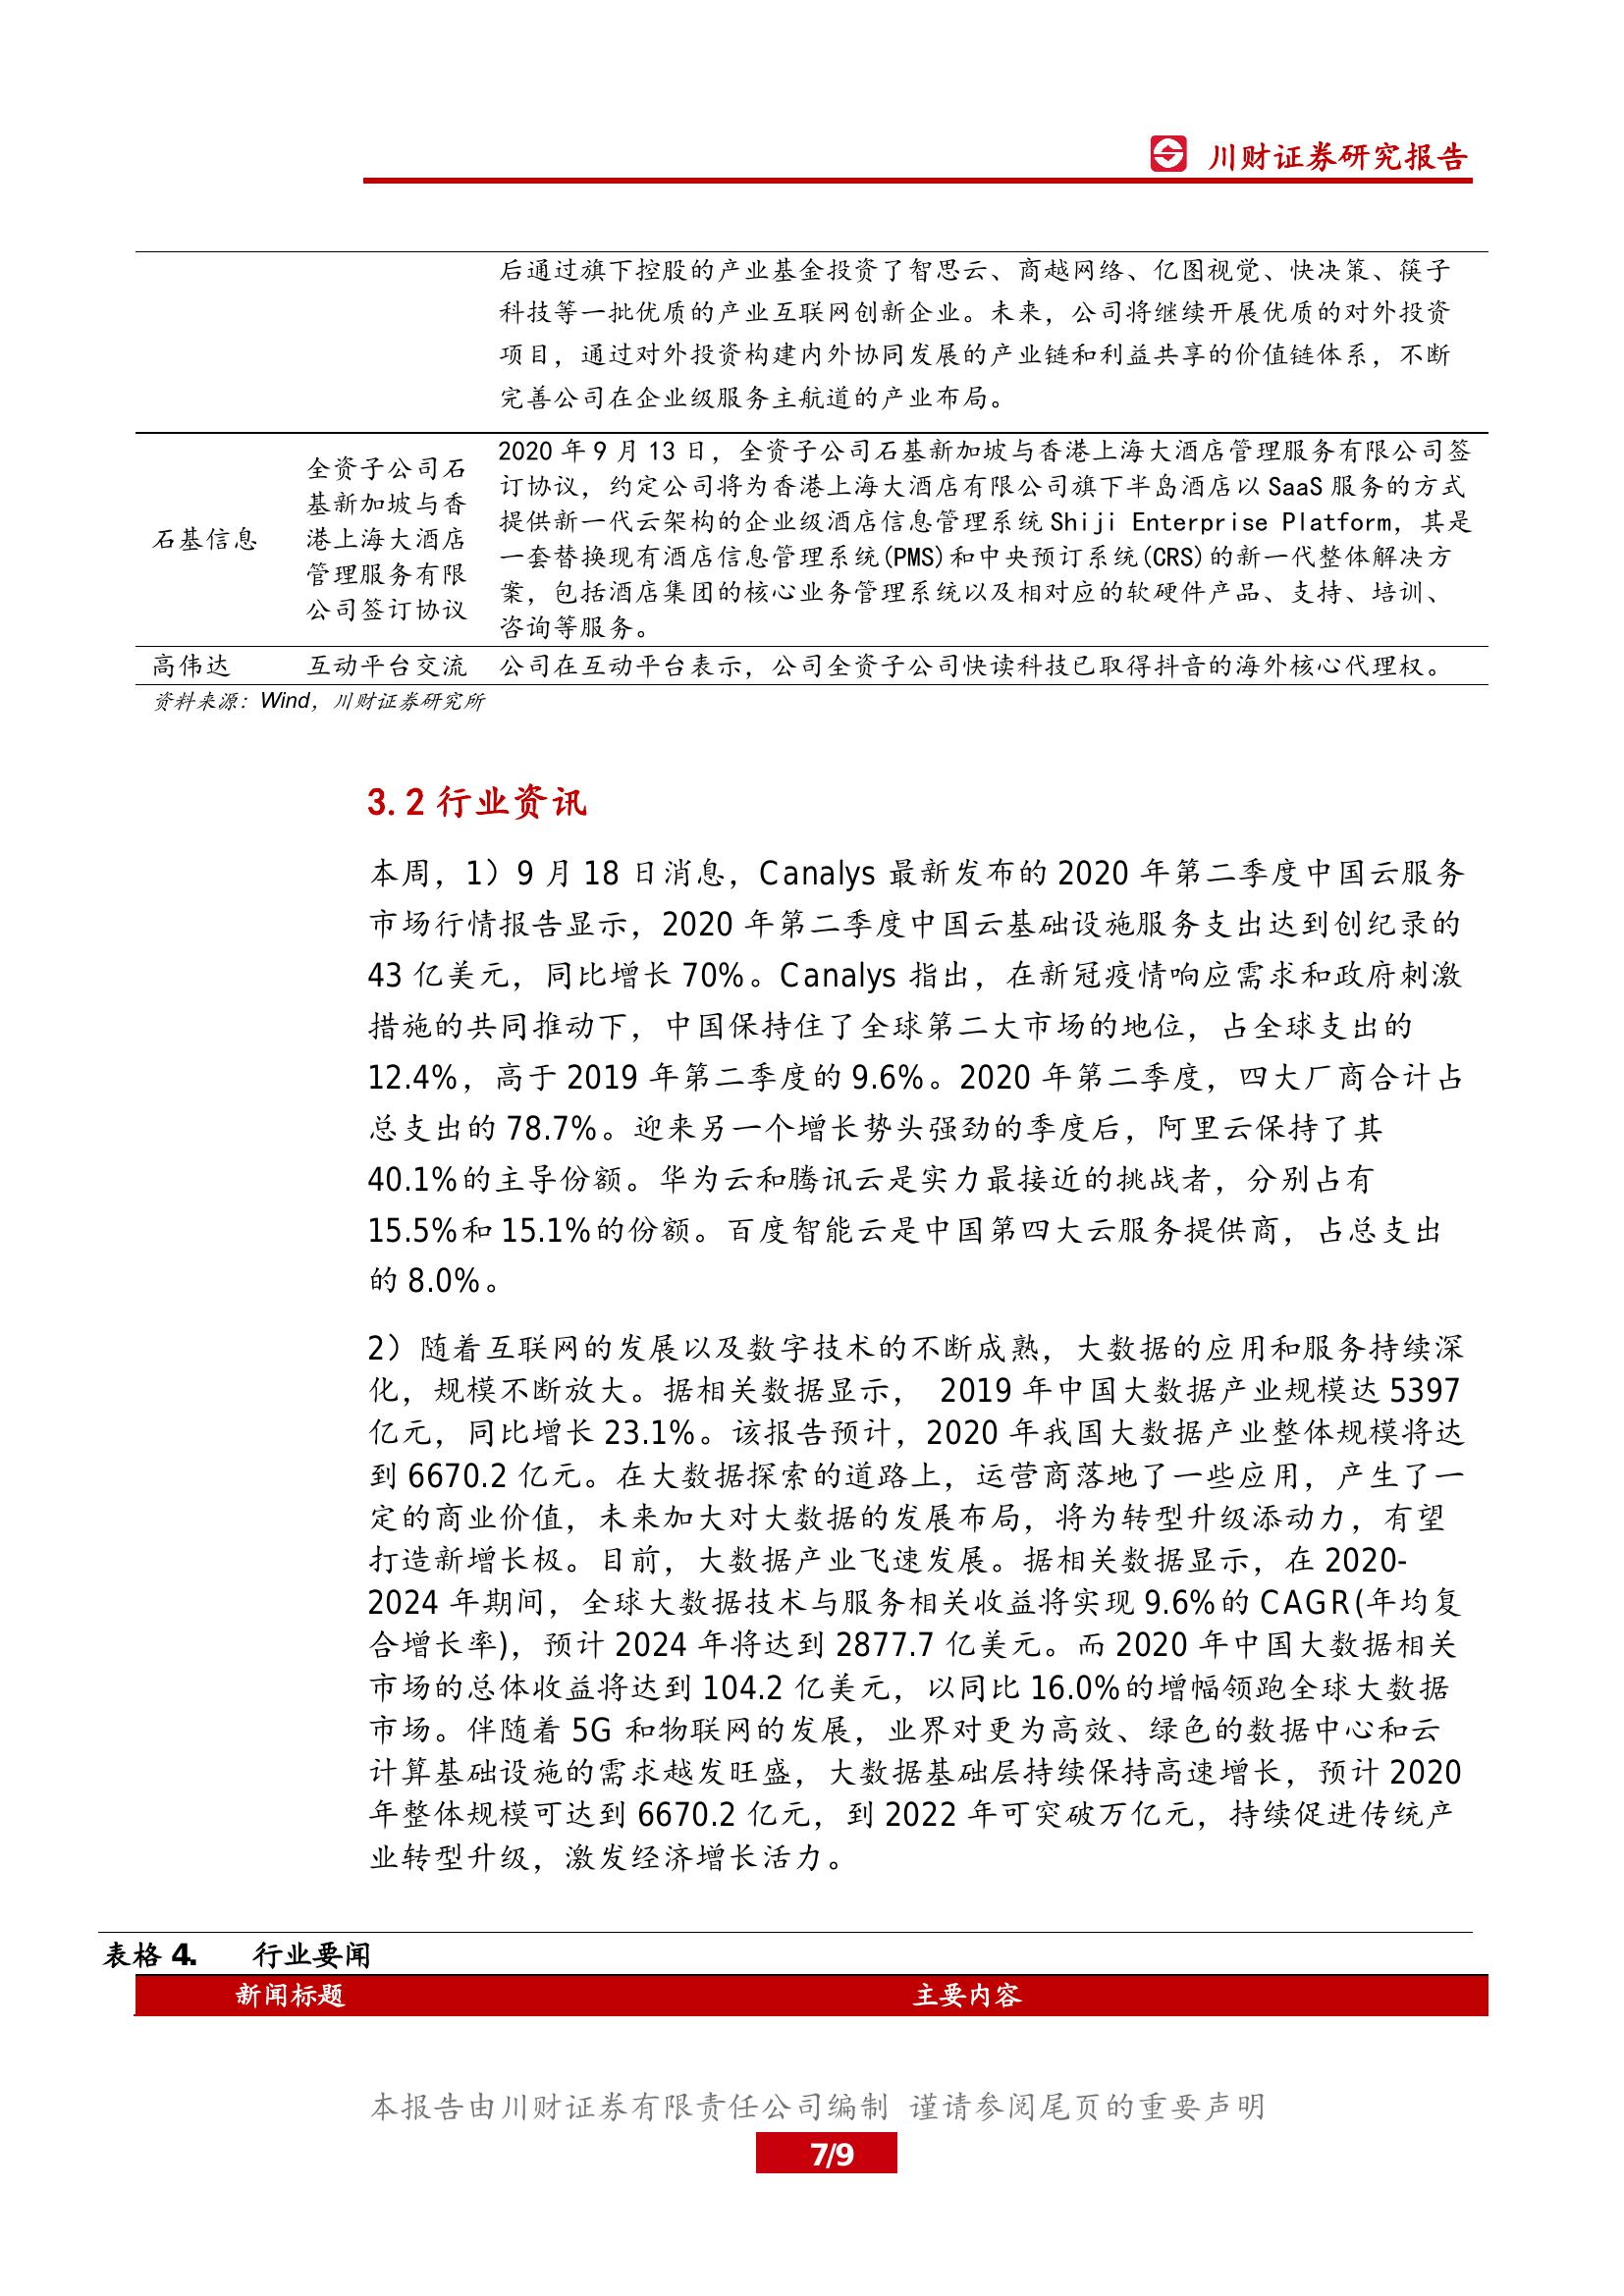 川财证券研究报告
后通过旗下控股的产业基金投资了智思云、商越网络、亿图视觉、快决策、筷子
科技等一批优质的产业互联网创新企业。未来，公司将继续开展优质的对外投资
项目，通过对外投资构建内外协同发展的产业链和利益共享的价值链体系，不断
完善公司在企业级服务主航道的产业布局。
石基信息
全资子公司石
基新加坡与香
港上海大酒店
管理服务有限
公司签订协议
2020 年 9 月 13 日，全资子公司石基新加坡与香港上海大酒店管理服务有限公司签
订协议，约定公司将为香港上海大酒店有限公司旗下半岛酒店以 SaaS 服务的方式
提供新一代云架构的企业级酒店信息管理系统 Shiji Enterprise Platform，其是
一套替换现有酒店信息管理系统(PMS)和中央预订系统(CRS)的新一代整体解决方
案，包括酒店集团的核心业务管理系统以及相对应的软硬件产品、支持、培训、
咨询等服务。
高伟达 互动平台交流 公司在互动平台表示，公司全资子公司快读科技已取得抖音的海外核心代理权。
资料来源：Wind，川财证券研究所
3.2 行业资讯
本周，1）9 月 18 日消息，Canalys 最新发布的 2020 年第二季度中国云服务
市场行情报告显示，2020 年第二季度中国云基础设施服务支出达到创纪录的
43 亿美元，同比增长 70%。Canalys 指出，在新冠疫情响应需求和政府刺激
措施的共同推动下，中国保持住了全球第二大市场的地位，占全球支出的
12.4%，高于 2019 年第二季度的 9.6%。2020 年第二季度，四大厂商合计占
总支出的 78.7%。迎来另一个增长势头强劲的季度后，阿里云保持了其
40.1%的主导份额。华为云和腾讯云是实力最接近的挑战者，分别占有
15.5%和 15.1%的份额。百度智能云是中国第四大云服务提供商，占总支出
的 8.0%。
2）随着互联网的发展以及数字技术的不断成熟，大数据的应用和服务持续深
化，规模不断放大。据相关数据显示， 2019 年中国大数据产业规模达 5397
亿元，同比增长 23.1%。该报告预计，2020 年我国大数据产业整体规模将达
到 6670.2 亿元。在大数据探索的道路上，运营商落地了一些应用，产生了一
定的商业价值，未来加大对大数据的发展布局，将为转型升级添动力，有望
打造新增长极。目前，大数据产业飞速发展。据相关数据显示，在 2020-
2024 年期间，全球大数据技术与服务相关收益将实现 9.6%的 CAGR(年均复
合增长率)，预计 2024 年将达到 2877.7 亿美元。而 2020 年中国大数据相关
市场的总体收益将达到 104.2 亿美元，以同比 16.0%的增幅领跑全球大数据
市场。伴随着 5G 和物联网的发展，业界对更为高效、绿色的数据中心和云
计算基础设施的需求越发旺盛，大数据基础层持续保持高速增长，预计 2020
年整体规模可达到 6670.2 亿元，到 2022 年可突破万亿元，持续促进传统产
业转型升级，激发经济增长活力。
表格 4. 行业要闻
新闻标题 主要内容
本报告由川财证券有限责任公司编制 谨请参阅尾页的重要声明
7/9